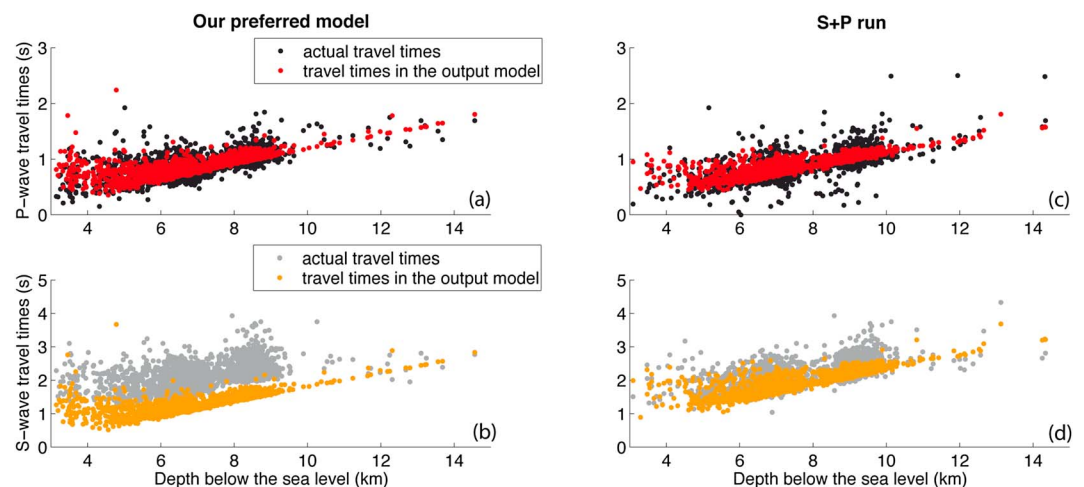 Our preferred model
S+P run
actual travel times
travel times in the output model
P-wave travel times (s)
3
2
1
0
4 6 8 10 12 14
(a)
3
2
1
0
4 6 8 10 12 14
(c)
actual travel times
travel times in the output model
S-wave travel times (s)
5
4
3
2
1
0
4 6 8 10 12 14
Depth below the sea level (km)
(b)
5
4
3
2
1
0
4 6 8 10 12 14
Depth below the sea level (km)
(d)